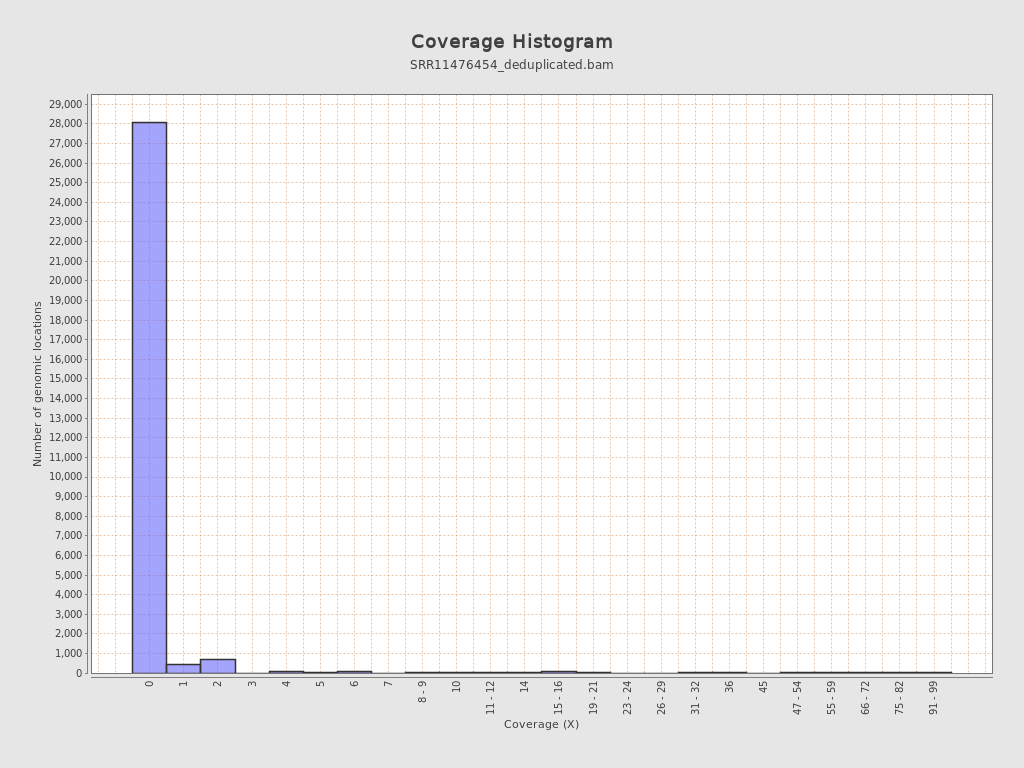 Coverage Histogram
SRR11476454_deduplicated.bam
29,000
28,000
27,000
26,000
25,000
24,000
23,000
22,000
21,000
20,000
19,000
18,000
17,000
16,000
15,000
14,000
13,000
12,000
11,000
10,000
9,000
8,000
7,000
6,000
5,000
4,000
3,000
2,000
1,000
0
Number of genomic locations
0
1
2
3
4
5
6
7
8 - 9
10
11 - 12
14
15 - 16
19 - 21
23 - 24
26 - 29
31 - 32
36
45
47 - 54
55 - 59
66 - 72
75 - 82
91 - 99
Coverage (X)